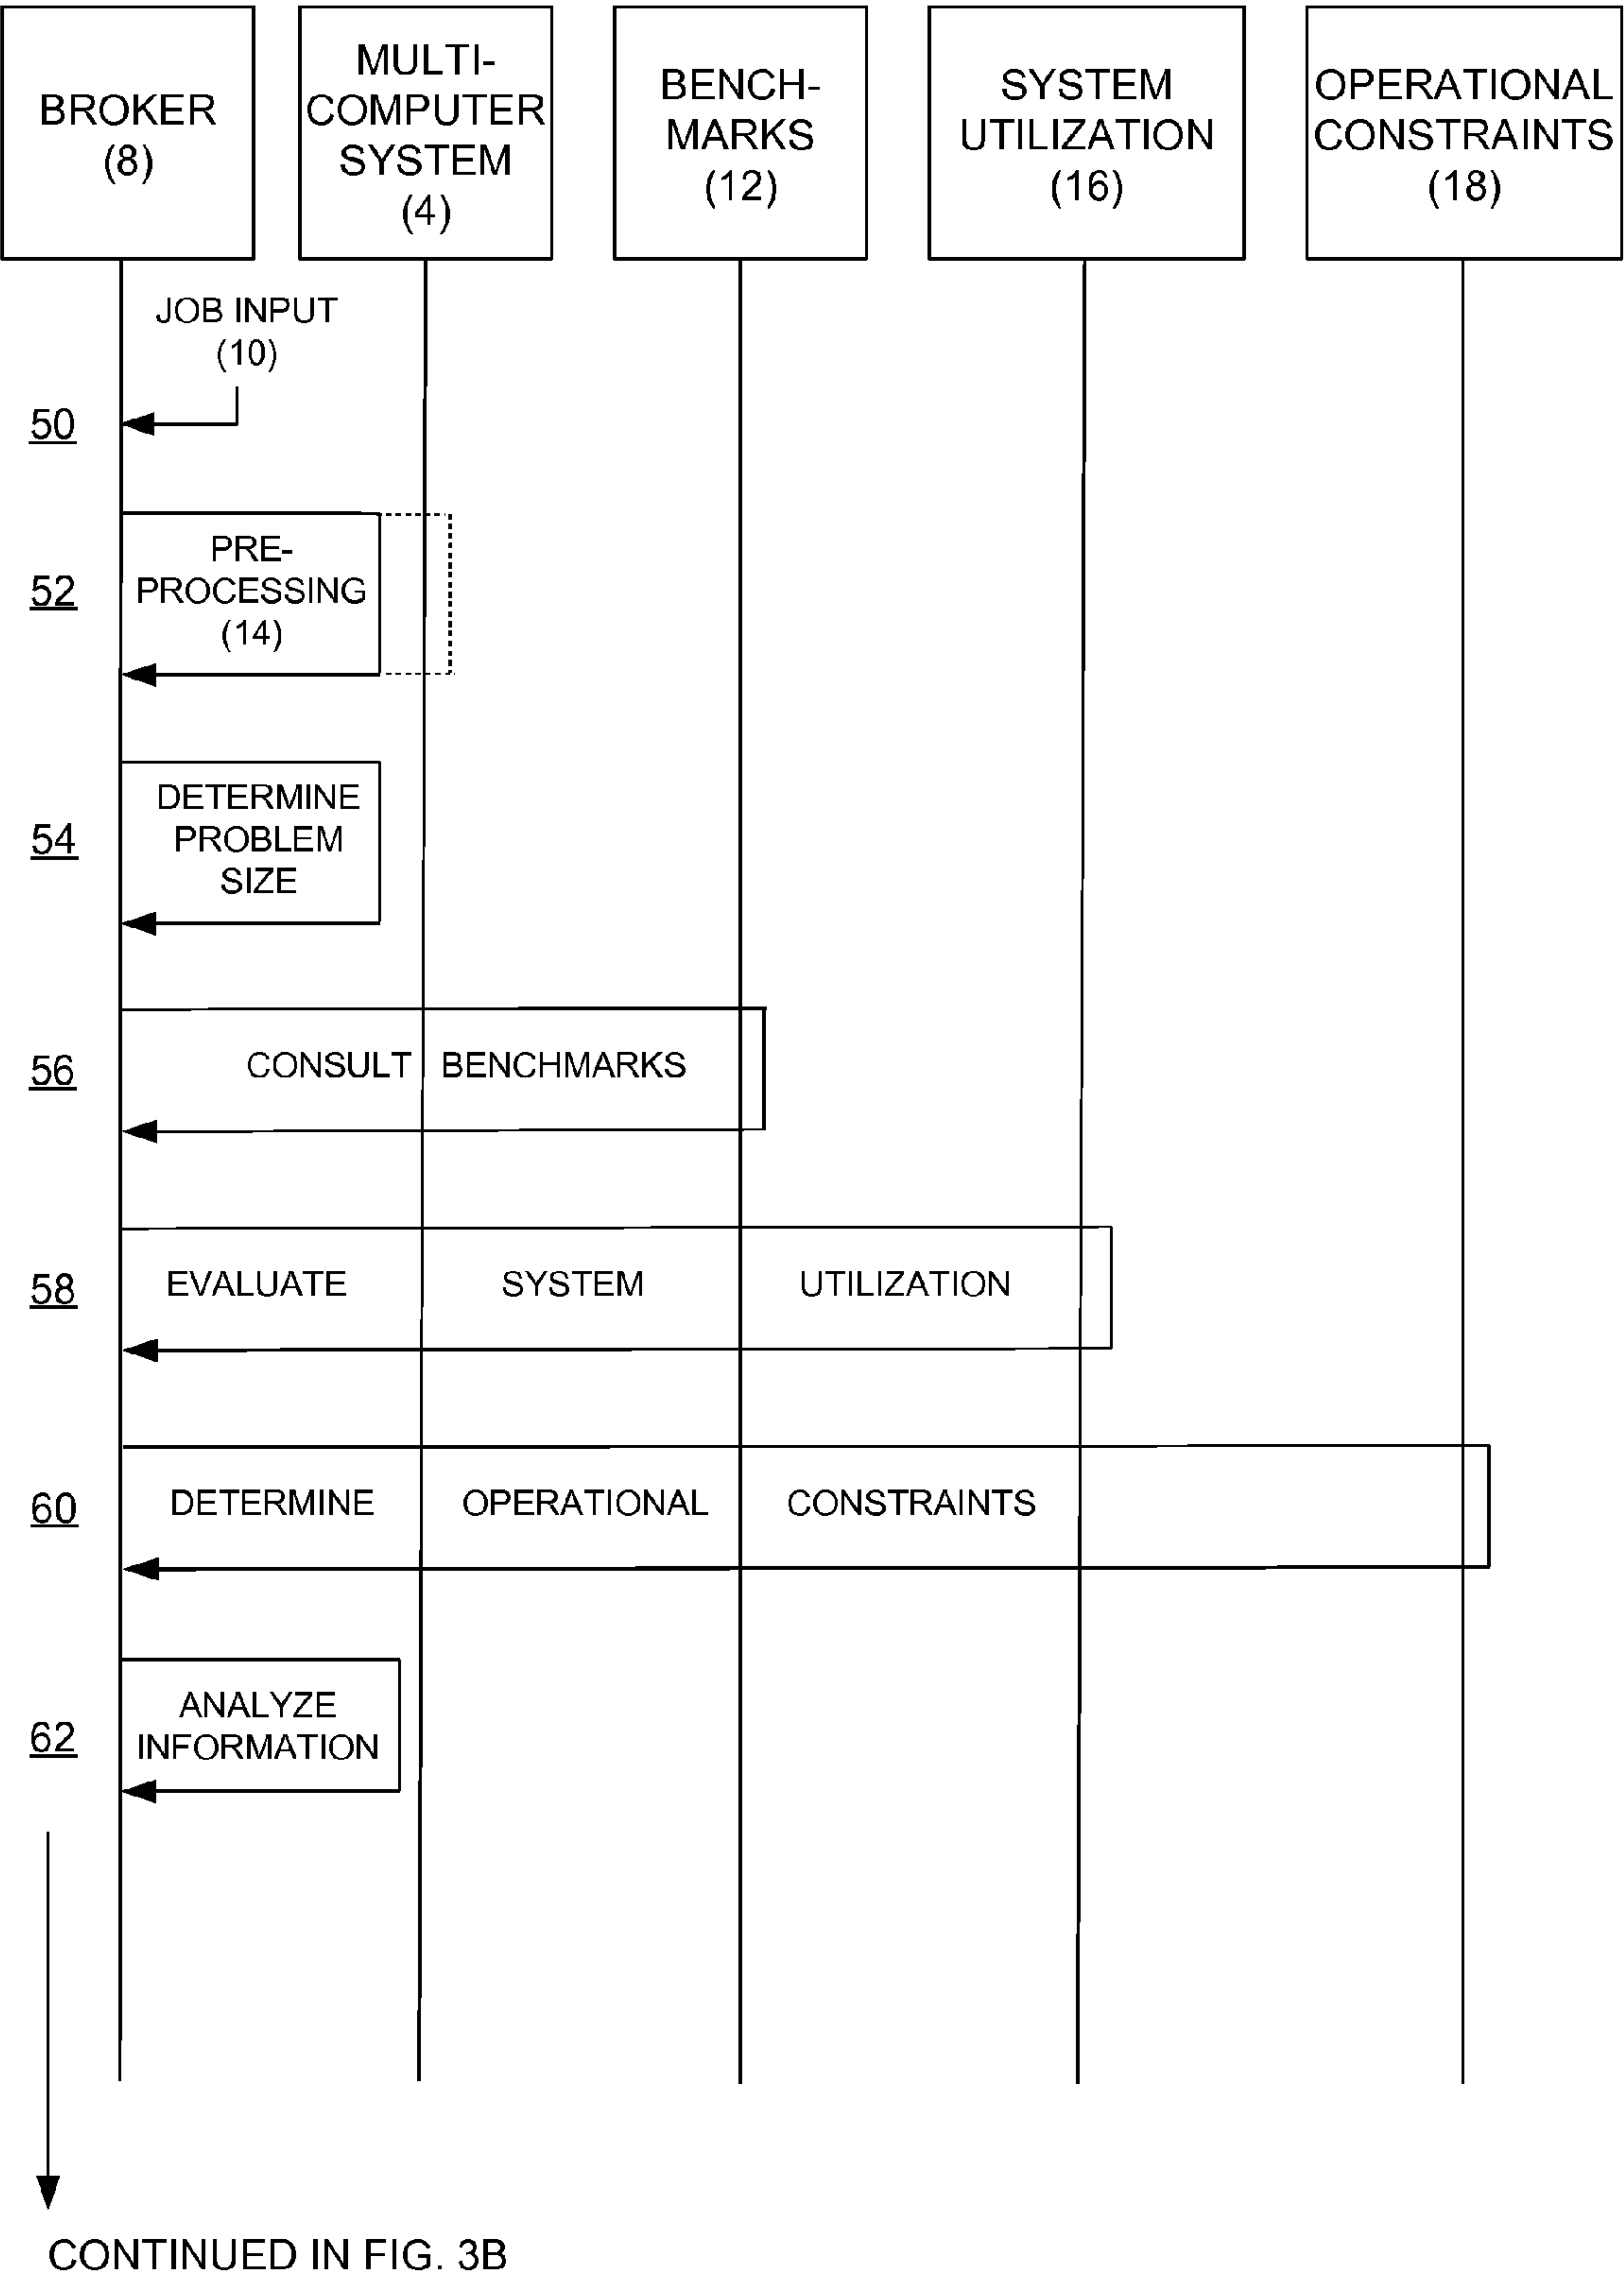 BROKER
(8)
MULTI-
COMPUTER
SYSTEM
(4)
BENCH-
MARKS
(12)
SYSTEM
UTILIZATION
(16)
OPERATIONAL
CONSTRAINTS
(18)
JOB INPUT
(10)
50
PRE-
PROCESSING
(14)
52
DETERMINE
PROBLEM
SIZE
54
CONSULT BENCHMARKS
56
EVALUATE SYSTEM UTILIZATION
58
DETERMINE OPERATIONAL CONSTRAINTS
60
ANALYZE
INFORMATION
62
CONTINUED IN FIG. 3B